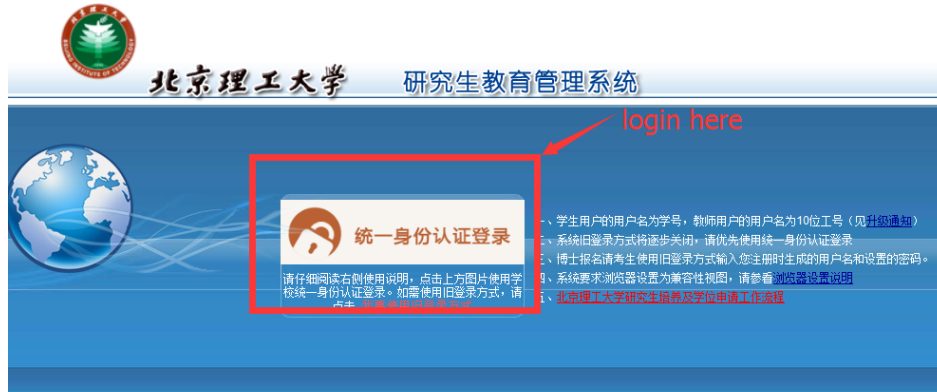 北京理工大学
研究生教育管理系统
login here
统一身份认证登录
请仔细阅读右侧使用说明，点击上方图片使用学
校统一身份认证登录。如需使用旧登录方式，请
点击
一、学生用户的用户名为学号，教师用户的用户名为10位工号（见升级通知）
二、系统旧登录方式将逐步关闭，请优先使用统一身份认证登录
三、博士报名请考生使用旧登录方式输入您注册时生成的用户名和设置的密码。
四、系统要求浏览器设置为兼容性视图，请参看浏览器设置说明
五、北京理工大学研究生培养及学位申请工作流程